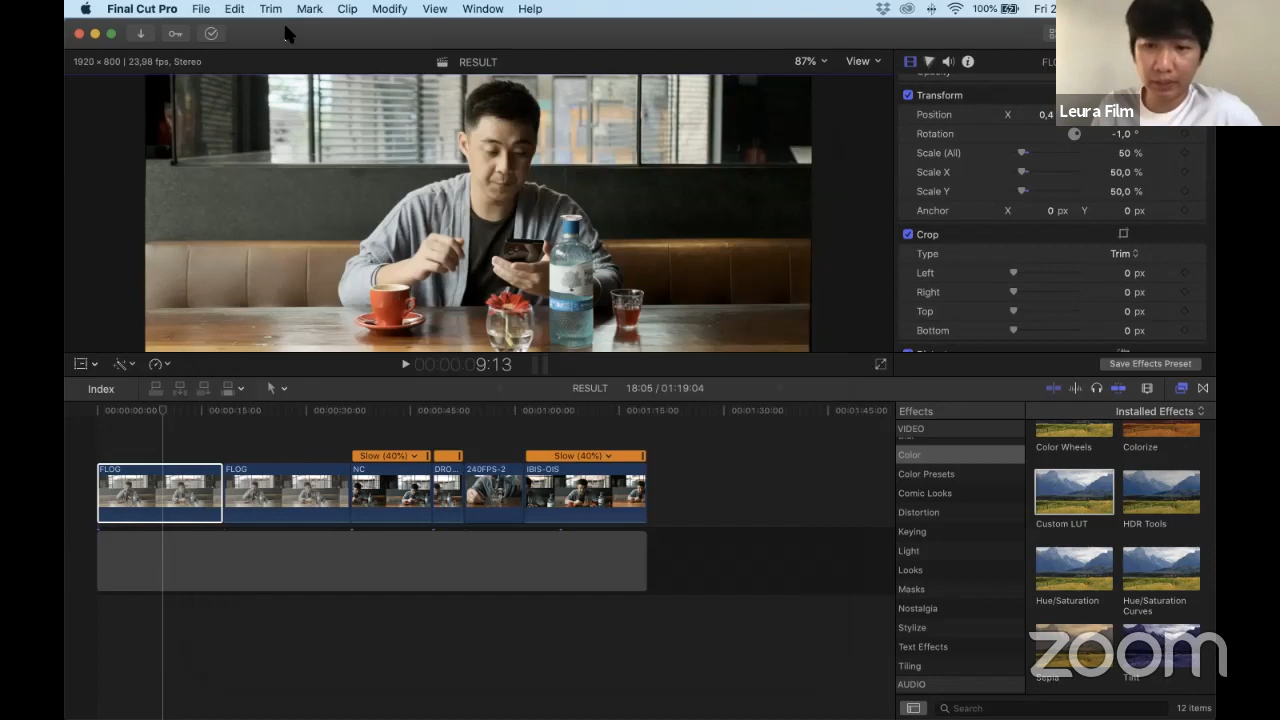 Final Cut Pro File Edit Trim Mark Clip Modify View Window Help 100% Fri 2
1920 × 800 | 23,98 fps, Stereo RESULT 87% View
Leura Film
Transform
Position X 0,4
Rotation -1,0 °
Scale (All) 50 %
Scale X 50,0 %
Scale Y 50,0 %
Anchor X 0 px Y 0 px
Crop
Type Trim
Left 0 px
Right 0 px
Top 0 px
Bottom 0 px
00:00:09:13
Save Effects Preset
Index RESULT 18:05 / 01:19:04
00:00:00:00 00:00:15:00 00:00:30:00 00:00:45:00 00:01:00:00 00:01:15:00 00:01:30:00 00:01:45:00
Slow (40%) Slow (40%)
FLOG FLOG NC DRO... 240FPS-2 IBIS-OIS
Effects Installed Effects
VIDEO
Color
Color Presets
Comic Looks
Distortion
Keying
Light
Looks
Masks
Nostalgia
Stylize
Text Effects
Tiling
AUDIO
Color Wheels Colorize
Custom LUT HDR Tools
Hue/Saturation Hue/Saturation Curves
Sepia Tint
zoom
Search 12 items